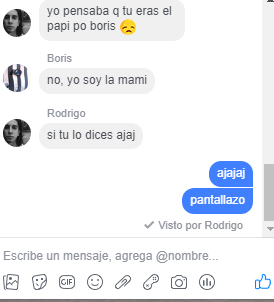 yo pensaba q tu eras el
papi po boris 😞
Boris
no, yo soy la mami
Rodrigo
si tu lo dices ajaj
ajajaj
pantallazo
Visto por Rodrigo
Escribe un mensaje, agrega @nombre...
GIF